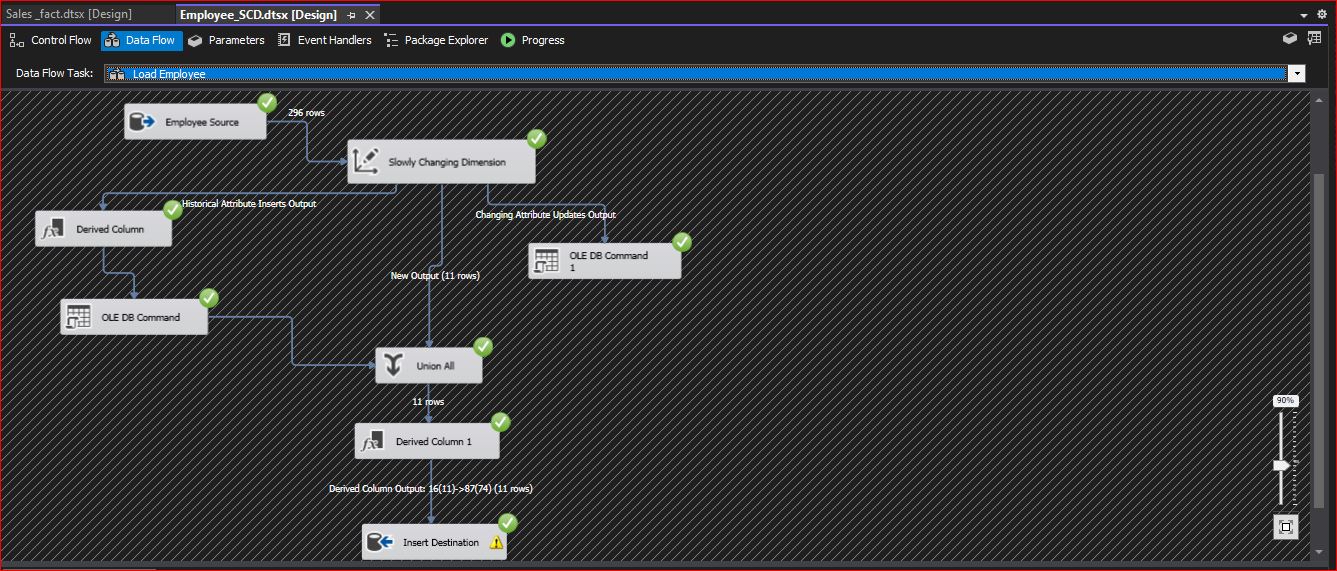 Sales _fact.dtsx [Design]
Employee_SCD.dtsx [Design]
Control Flow
Data Flow
Parameters
Event Handlers
Package Explorer
Progress
Data Flow Task:
Load Employee
Employee Source
296 rows
Slowly Changing Dimension
Historical Attribute Inserts Output
Changing Attribute Updates Output
Derived Column
OLE DB Command
1
New Output (11 rows)
OLE DB Command
Union All
11 rows
90%
Derived Column 1
Derived Column Output: 16(11)->87(74) (11 rows)
Insert Destination